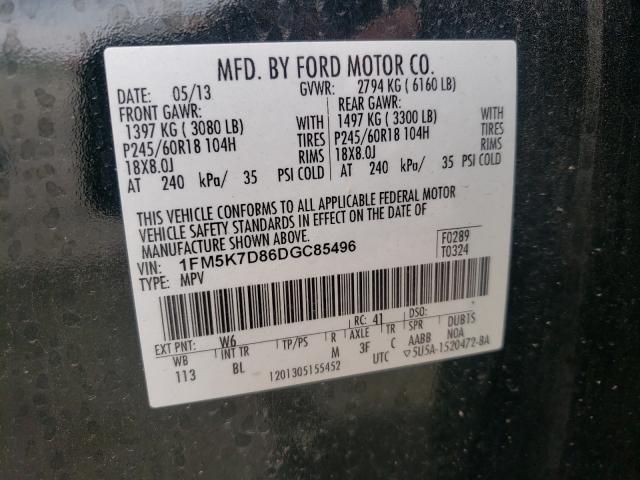 MFD. BY FORD MOTOR CO.
DATE: 05/13 GVWR: 2794 KG ( 6160 LB)
FRONT GAWR: REAR GAWR:
1397 KG ( 3080 LB) WITH 1497 KG ( 3300 LB) WITH
P245/60R18 104H TIRES P245/60R18 104H TIRES
18X8.0J RIMS 18X8.0J RIMS
AT 240 kPa/ 35 PSI COLD AT 240 kPa/ 35 PSI COLD
THIS VEHICLE CONFORMS TO ALL APPLICABLE FEDERAL MOTOR
VEHICLE SAFETY STANDARDS IN EFFECT ON THE DATE OF
MANUFACTURE SHOWN ABOVE.
VIN: 1FM5K7D86DGC85496 F0289
TYPE: MPV T0324
EXT PNT: W6 RC: 41 DSO:
WB INT TR TP/PS R AXLE TR SPR DUBTS
113 BL M 3F C AABB NOA
1201305155452 UTC ▽5U5A-1520472-BA